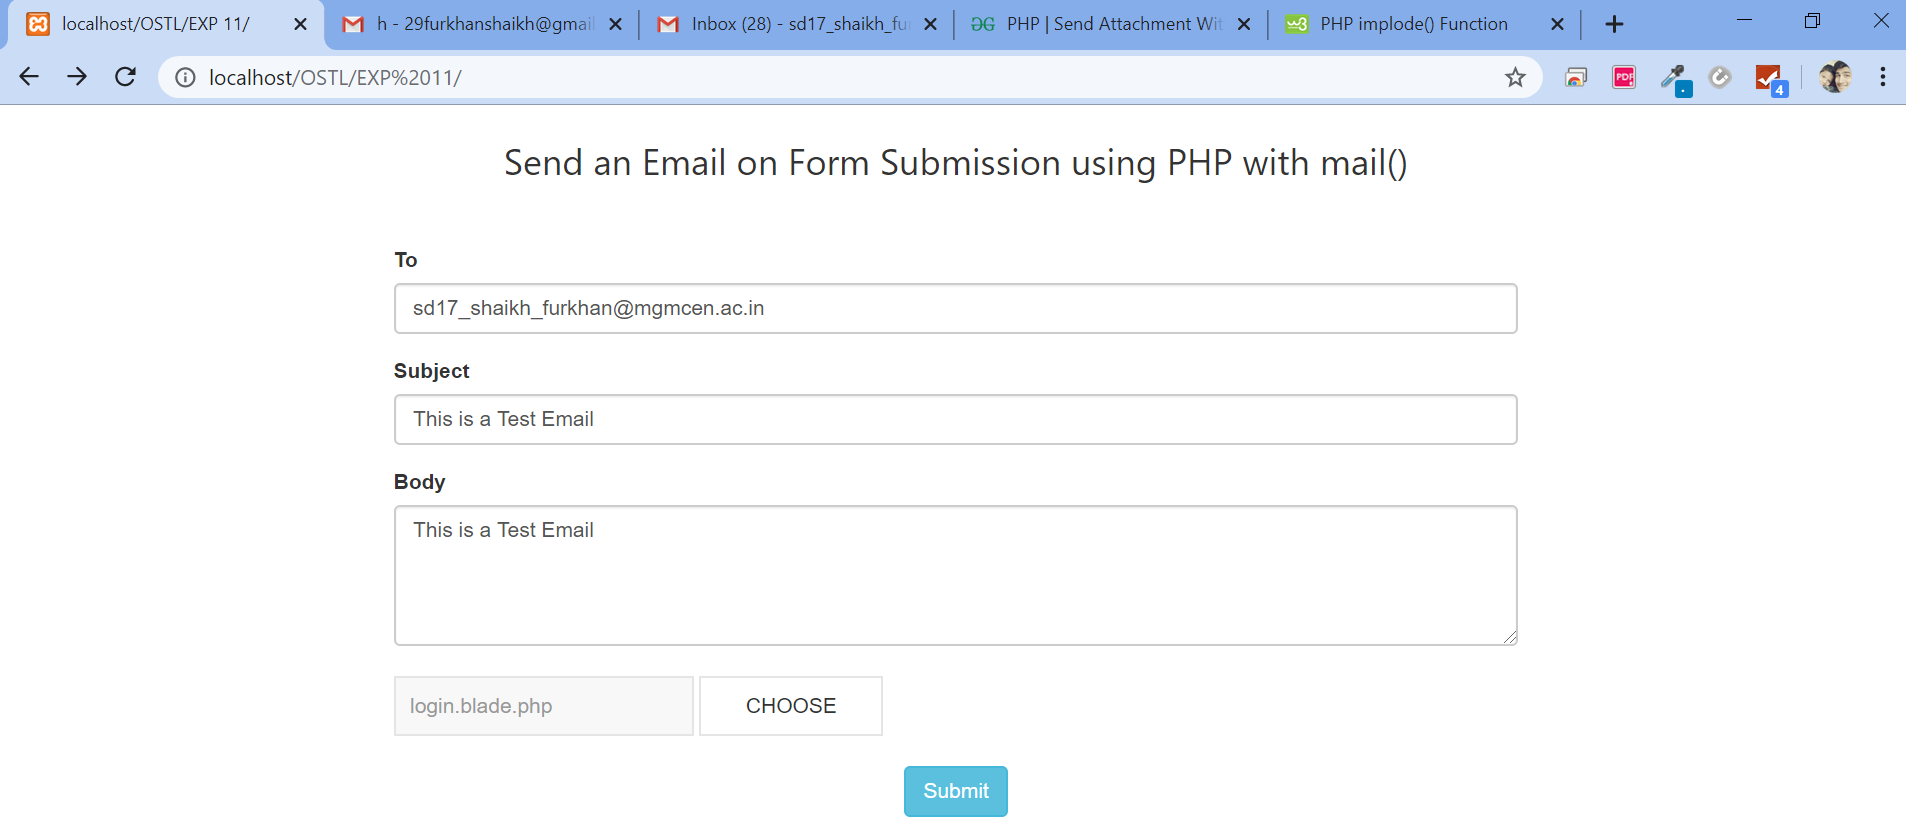 localhost/OSTL/EXP 11/
h - 29furkhanshaikh@gmail
Inbox (28) - sd17_shaikh_fur
PHP | Send Attachment Wit
PHP implode() Function
localhost/OSTL/EXP%2011/
PDF
4
Send an Email on Form Submission using PHP with mail()
To
sd17_shaikh_furkhan@mgmcen.ac.in
Subject
This is a Test Email
Body
This is a Test Email
login.blade.php CHOOSE
Submit